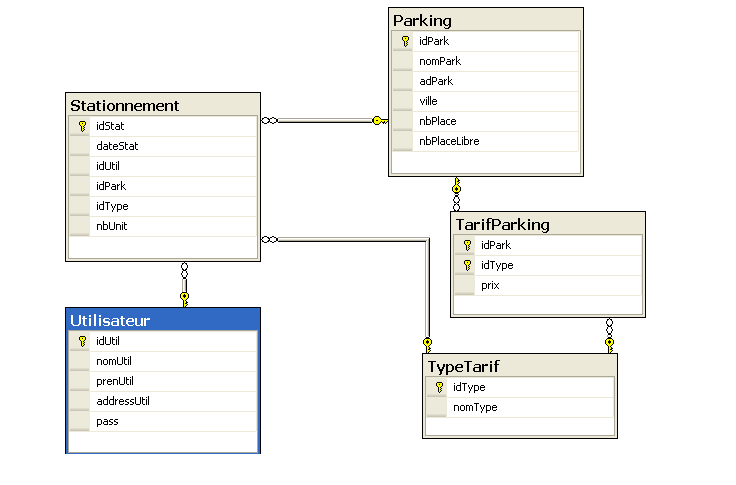 Parking
idPark
nomPark
adPark
ville
nbPlace
nbPlaceLibre
Stationnement
idStat
dateStat
idUtil
idPark
idType
nbUnit
TarifParking
idPark
idType
prix
Utilisateur
idUtil
nomUtil
prenUtil
addressUtil
pass
TypeTarif
idType
nomType